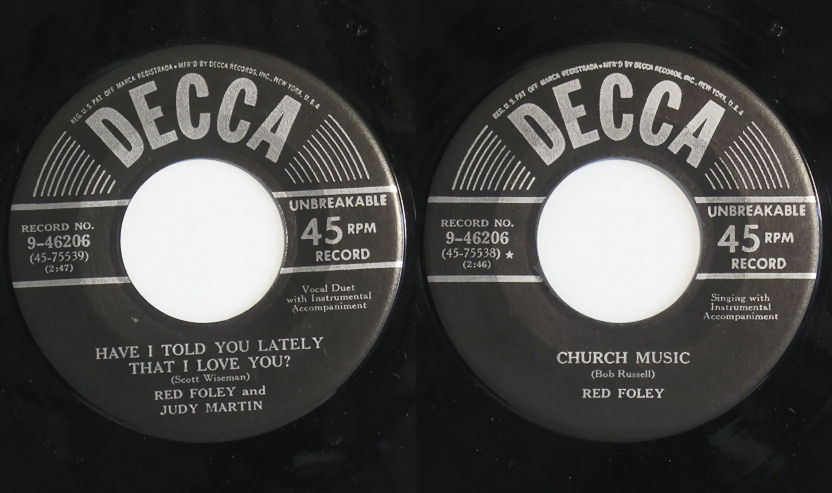 REG. U.S. PAT. OFF. MARCA REGISTRADA • MFR'D BY DECCA RECORDS, INC., NEW YORK, U.S.A.
DECCA
RECORD NO.
9-46206
(45-75539)
(2:47)
UNBREAKABLE
45 RPM
RECORD
Vocal Duet
with Instrumental
Accompaniment
HAVE I TOLD YOU LATELY
THAT I LOVE YOU?
(Scott Wiseman)
RED FOLEY and
JUDY MARTIN
REG. U.S. PAT. OFF. MARCA REGISTRADA • MFR'D BY DECCA RECORDS, INC., NEW YORK, U.S.A.
DECCA
RECORD NO.
9-46206
(45-75538) ★
(2:46)
UNBREAKABLE
45 RPM
RECORD
Singing with
Instrumental
Accompaniment
CHURCH MUSIC
(Bob Russell)
RED FOLEY